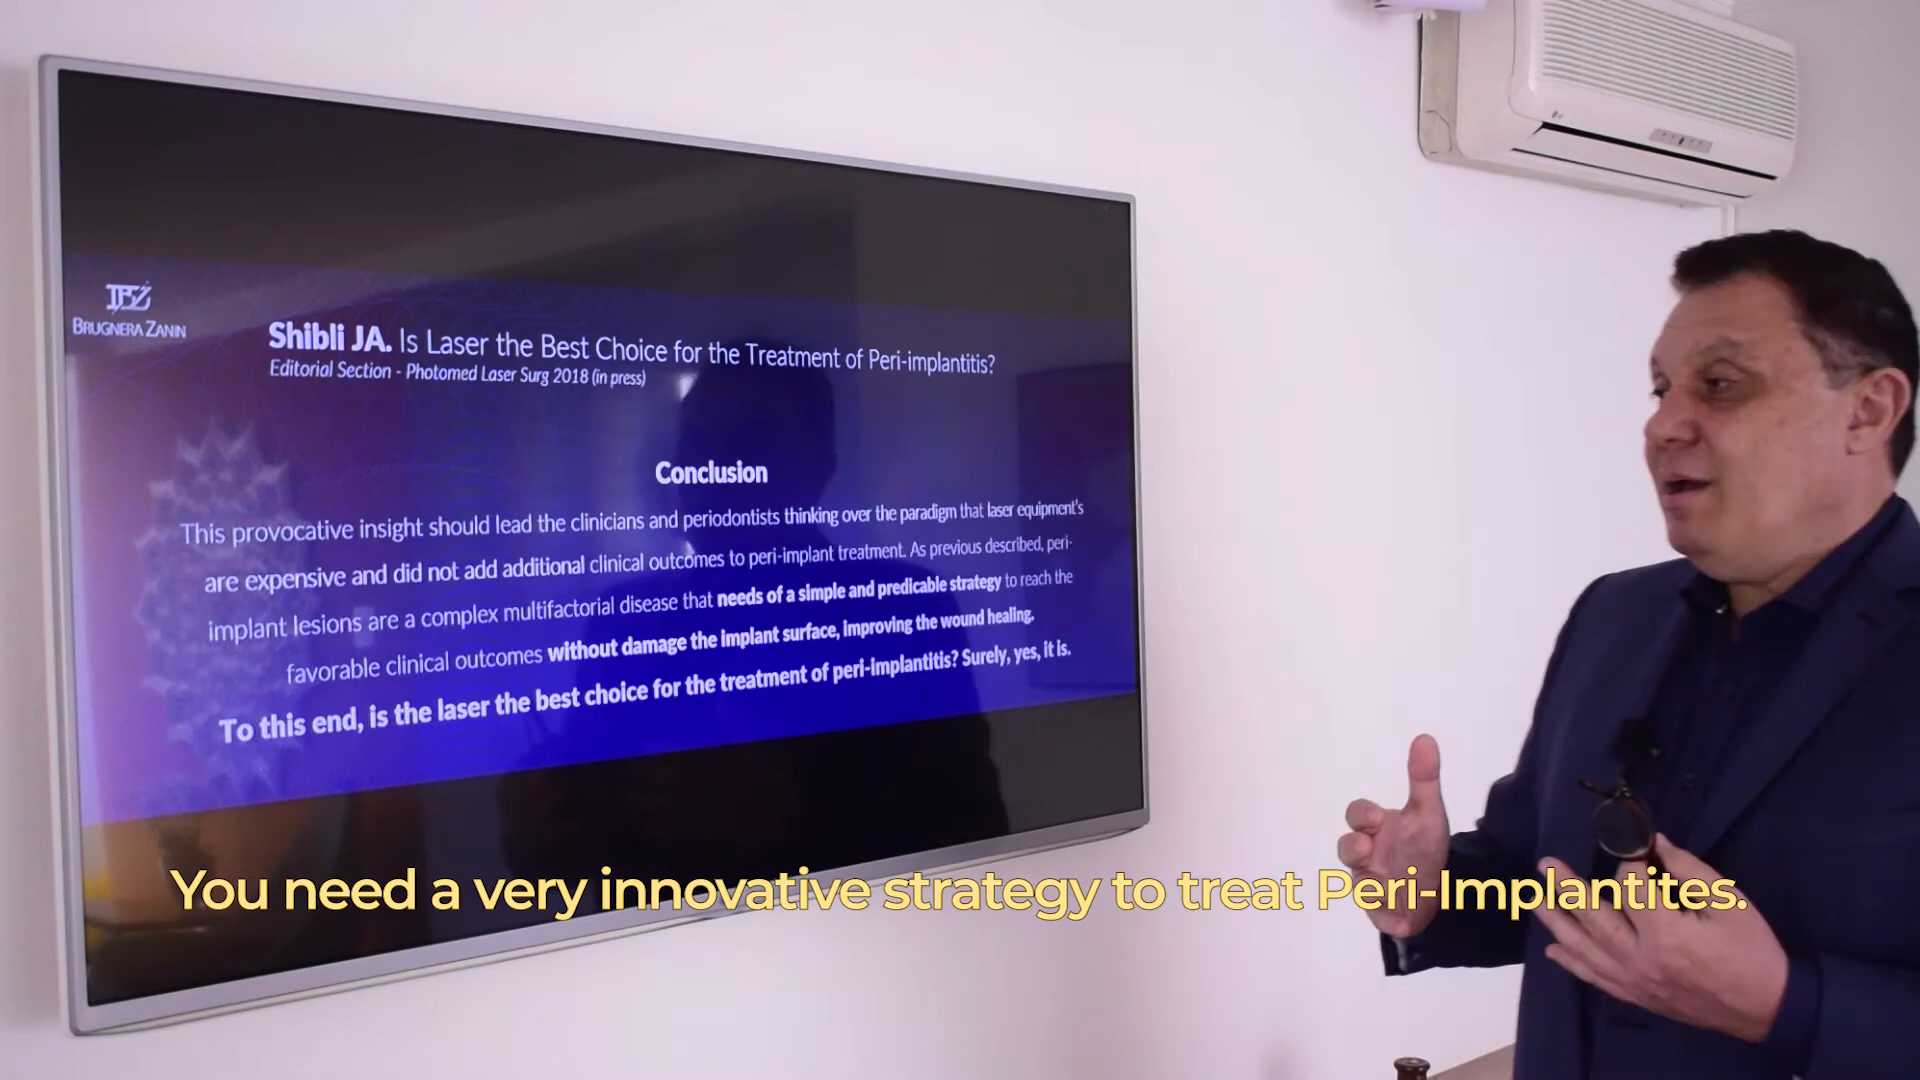 IBZ
BRUGNERA ZANIN
Shibli JA. Is Laser the Best Choice for the Treatment of Peri-implantitis?
Editorial Section - Photomed Laser Surg 2018 (in press)
Conclusion
This provocative insight should lead the clinicians and periodontists thinking over the paradigm that laser equipment's
are expensive and did not add additional clinical outcomes to peri-implant treatment. As previous described, peri-
implant lesions are a complex multifactorial disease that needs of a simple and predicable strategy to reach the
favorable clinical outcomes without damage the implant surface, improving the wound healing.
To this end, is the laser the best choice for the treatment of peri-implantitis? Surely, yes, it is.
You need a very innovative strategy to treat Peri-Implantites.